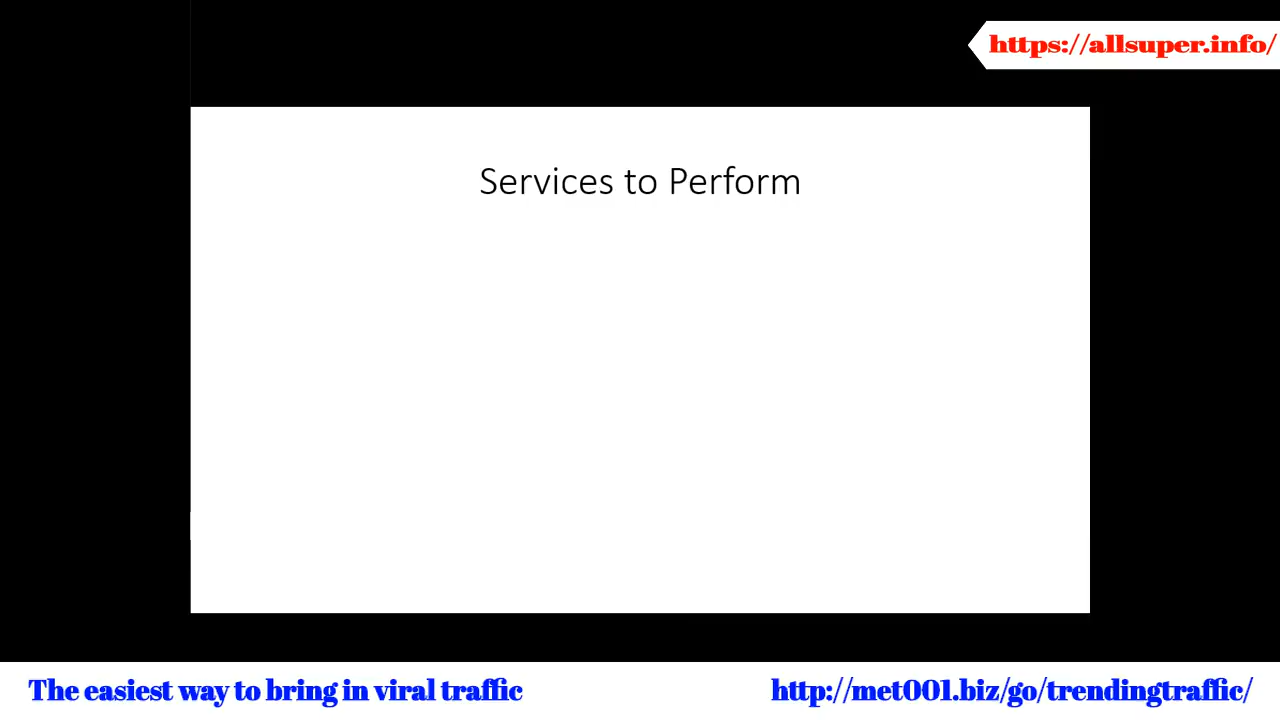 https://allsuper.info/
Services to Perform
The easiest way to bring in viral traffic
http://met001.biz/go/trendingtraffic/